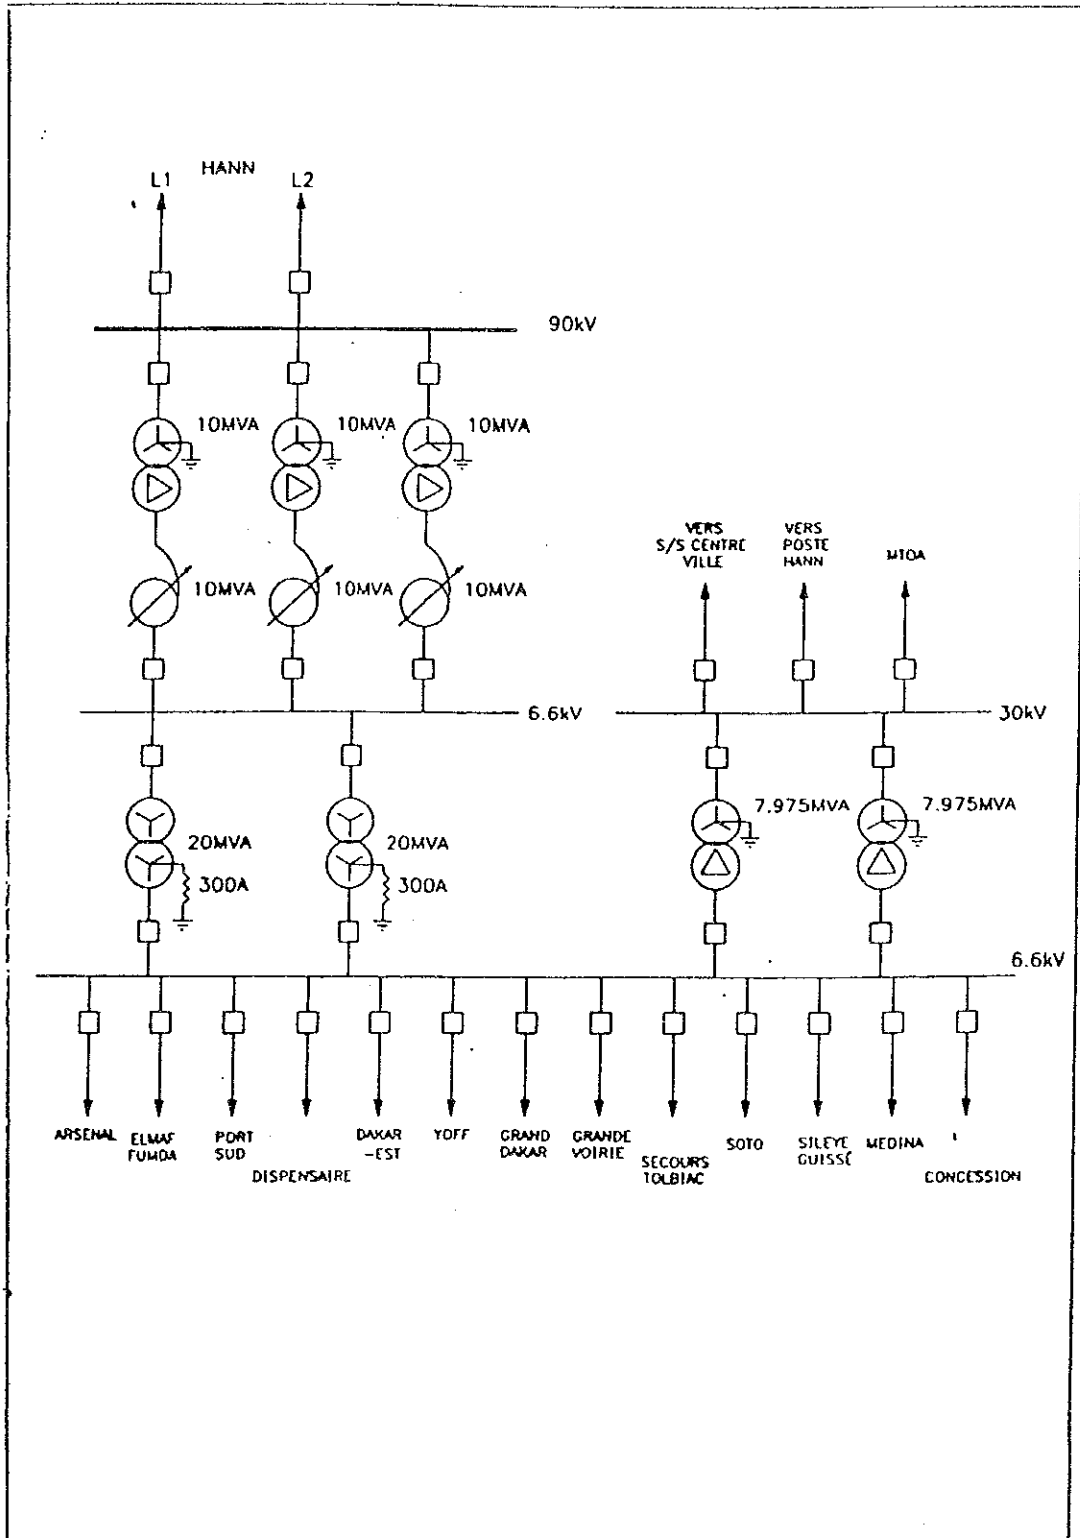 HANN
L1
L2
90kV
10MVA
10MVA
10MVA
10MVA
10MVA
10MVA
VERS
S/S CENTRE
VILLE
VERS
POSTE
HANN
MTOA
6.6kV
30kV
20MVA
300A
20MVA
300A
7.975MVA
7.975MVA
6.6kV
ARSENAL
ELMAF
FUMDA
PORT
SUD
DISPENSAIRE
DAKAR
-EST
YOFF
GRAND
DAKAR
GRANDE
VOIRIE
SECOURS
TOLBIAC
SOTO
SILEYE
GUISSE
MEDINA
CONCESSION